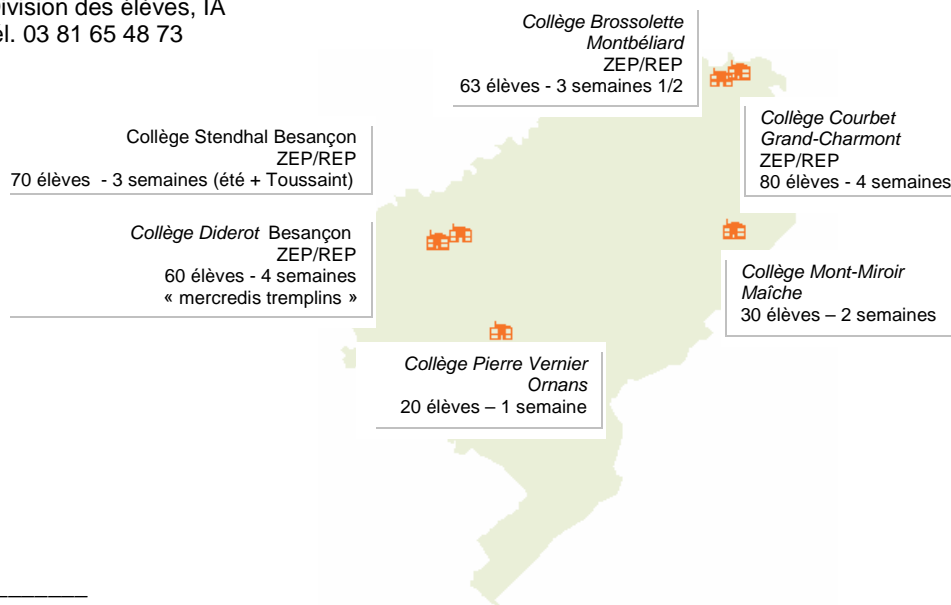 Division des élèves, IA
él. 03 81 65 48 73
Collège Brossolette
Montbéliard
ZEP/REP
63 élèves - 3 semaines 1/2
Collège Courbet
Grand-Charmont
ZEP/REP
80 élèves - 4 semaines
Collège Stendhal Besançon
ZEP/REP
70 élèves - 3 semaines (été + Toussaint)
Collège Diderot Besançon
ZEP/REP
60 élèves - 4 semaines
« mercredis tremplins »
Collège Mont-Miroir
Maîche
30 élèves – 2 semaines
Collège Pierre Vernier
Ornans
20 élèves – 1 semaine